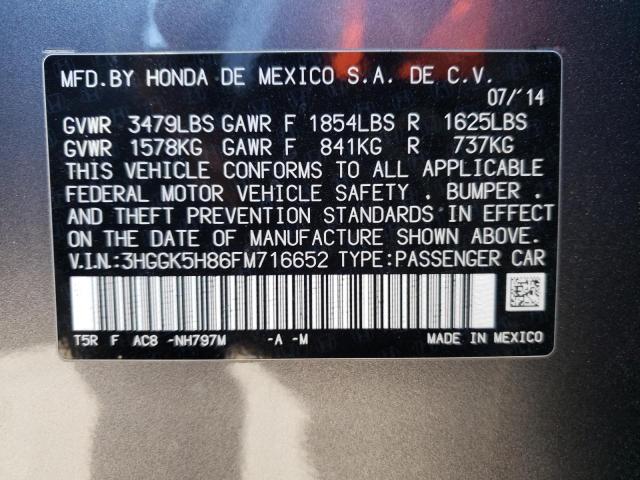 MFD.BY HONDA DE MEXICO S.A. DE C.V.
07/'14
GVWR 3479LBS GAWR F 1854LBS R 1625LBS
GVWR 1578KG GAWR F 841KG R 737KG
THIS VEHICLE CONFORMS TO ALL APPLICABLE
FEDERAL MOTOR VEHICLE SAFETY . BUMPER .
AND THEFT PREVENTION STANDARDS IN EFFECT
ON THE DATE OF MANUFACTURE SHOWN ABOVE.
V.I.N.:3HGGK5H86FM716652 TYPE:PASSENGER CAR
T5R F AC8 -NH797M -A -M MADE IN MEXICO